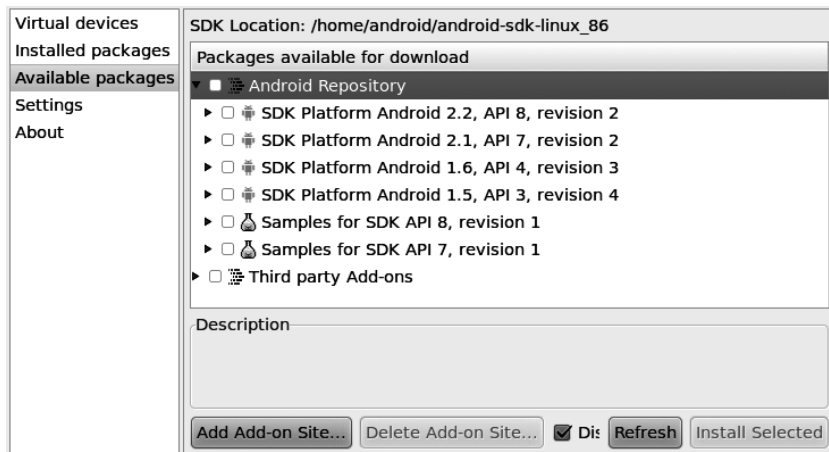 Virtual devices
Installed packages
Available packages
Settings
About
SDK Location: /home/android/android-sdk-linux_86
Packages available for download
Android Repository
SDK Platform Android 2.2, API 8, revision 2
SDK Platform Android 2.1, API 7, revision 2
SDK Platform Android 1.6, API 4, revision 3
SDK Platform Android 1.5, API 3, revision 4
Samples for SDK API 8, revision 1
Samples for SDK API 7, revision 1
Third party Add-ons
Description
Add Add-on Site... Delete Add-on Site... Refresh Install Selected